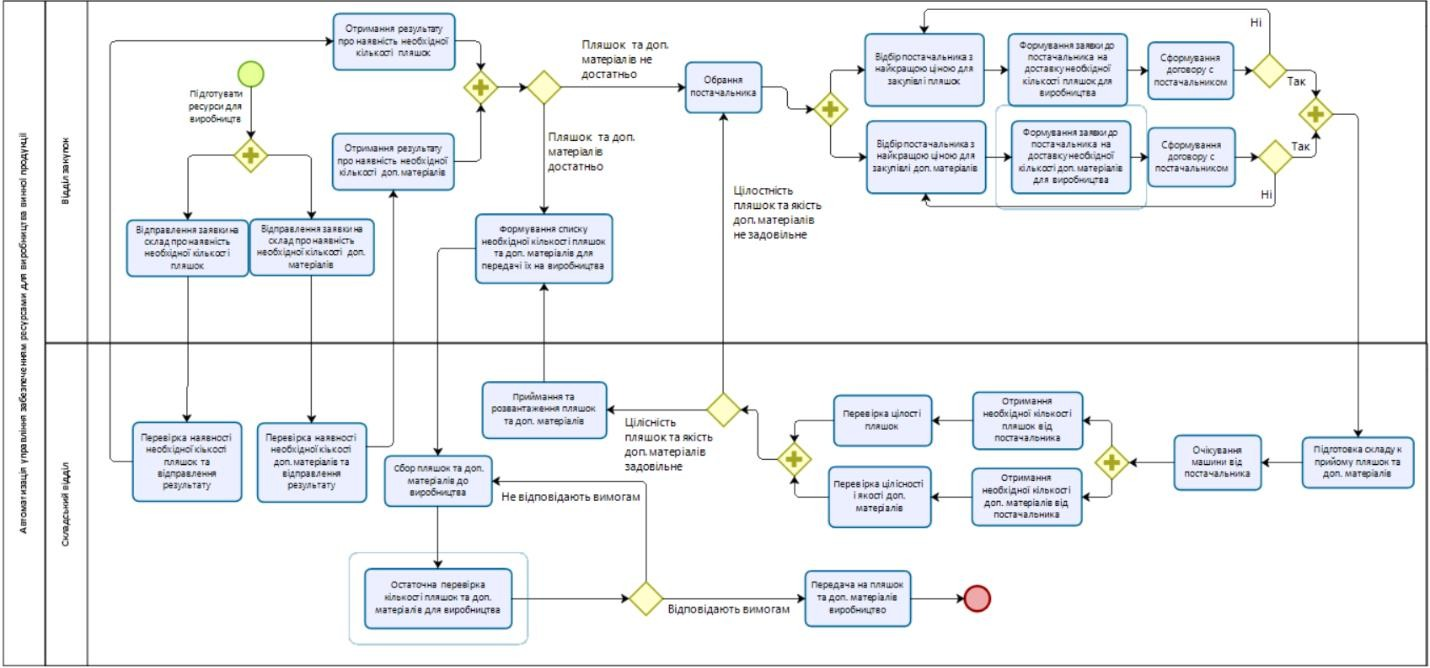 Автоматизація управління забезпеченням ресурсами для виробництва винної продукції
Відділ закупок
Складський відділ
Підготувати
ресурси для
виробництв
Відправлення заявки на
склад про наявність
необхідної кількості
пляшок
Відправлення заявки на
склад про наявність
необхідної кількості доп.
матеріалів
Отримання результату
про наявність необхідної
кількості пляшок
Отримання результату
про наявність необхідної
кількості доп. матеріалів
Пляшок та доп.
матеріалів не
достатньо
Пляшок та доп.
матеріалів
достатньо
Формування списку
необхідної кількості пляшок
та доп. матеріалів для
передачі їх на виробництва
Обрання
постачальника
Цілостність
пляшок та якість
доп. матеріалів
не задовільне
Відбір постачальника з
найкращою ціною для
закупівлі пляшок
Формування заявки до
постачальника на
доставку необхідної
кількості пляшок для
виробництва
Сформування
договору с
постачальником
Ні
Так
Відбір постачальника з
найкращою ціною для
закупівлі доп. матеріалів
Формування заявки до
постачальника на
доставку необхідної
кількості доп. матеріалів
для виробництва
Сформування
договору с
постачальником
Так
Ні
Перевірка наявності
необхідної кіькості
пляшок та
відправлення
результату
Перевірка наявності
необхідної кіькості
доп. матеріалів та
відправлення
результату
Приймання та
розвантаження пляшок
та доп. матеріалів
Цілісність
пляшок та якість
доп. матеріалів
задовільне
Сбор пляшок та доп.
матеріалів до
виробництва
Не відповідають вимогам
Перевірка цілості
пляшок
Отримання
необхідної кількості
пляшок від
постачальника
Перевірка цілісності
і якості доп.
матеріалів
Отримання
необхідної кількості
доп. матеріалів від
постачальника
Очікування
машини від
постачальника
Підготовка складу к
прийому пляшок та
доп. матеріалів
Остаточна перевірка
кількості пляшок та доп.
матеріалів для виробництва
Відповідають вимогам
Передача на пляшок
та доп. матеріалів
виробництво